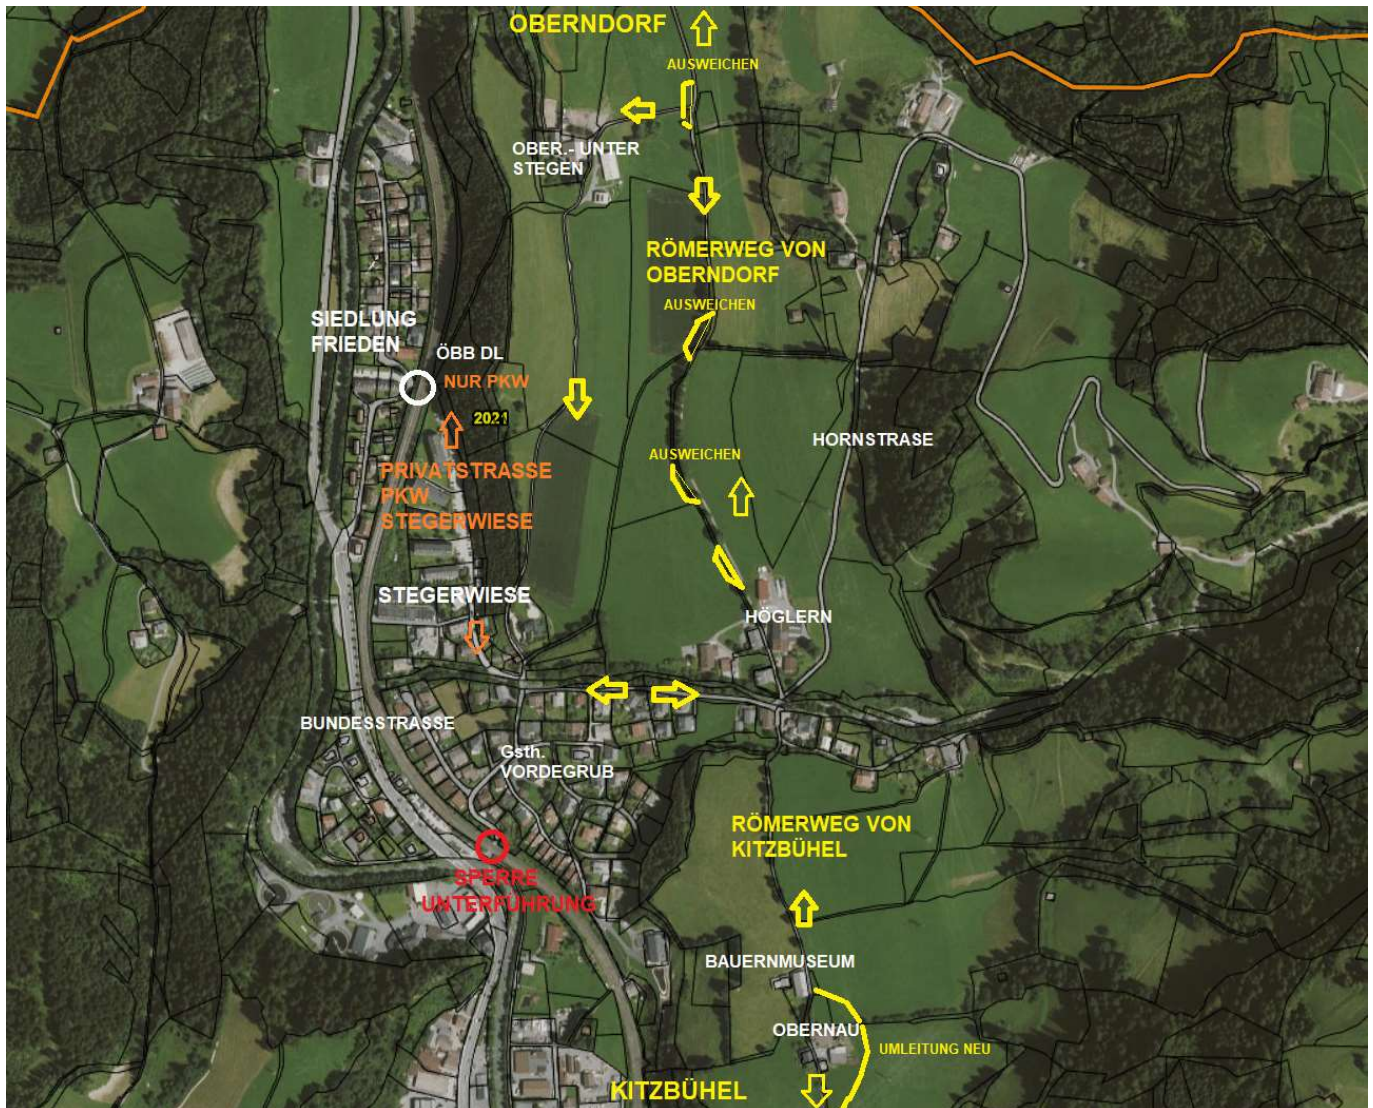 OBERNDORF
AUSWEICHEN
OBER.- UNTER
STEGEN
RÖMERWEG VON
OBERNDORF
AUSWEICHEN
SIEDLUNG
FRIEDEN
ÖBB DL
NUR PKW
2021
PRIVATSTRASSE
PKW
STEGERWIESE
HORNSTRASE
AUSWEICHEN
STEGERWIESE
HÖGLERN
BUNDESSTRASSE
Gsth.
VORDEGRUB
RÖMERWEG VON
KITZBÜHEL
SPERRE
UNTERFÜHRUNG
BAUERNMUSEUM
OBERNAU
UMLEITUNG NEU
KITZBÜHEL